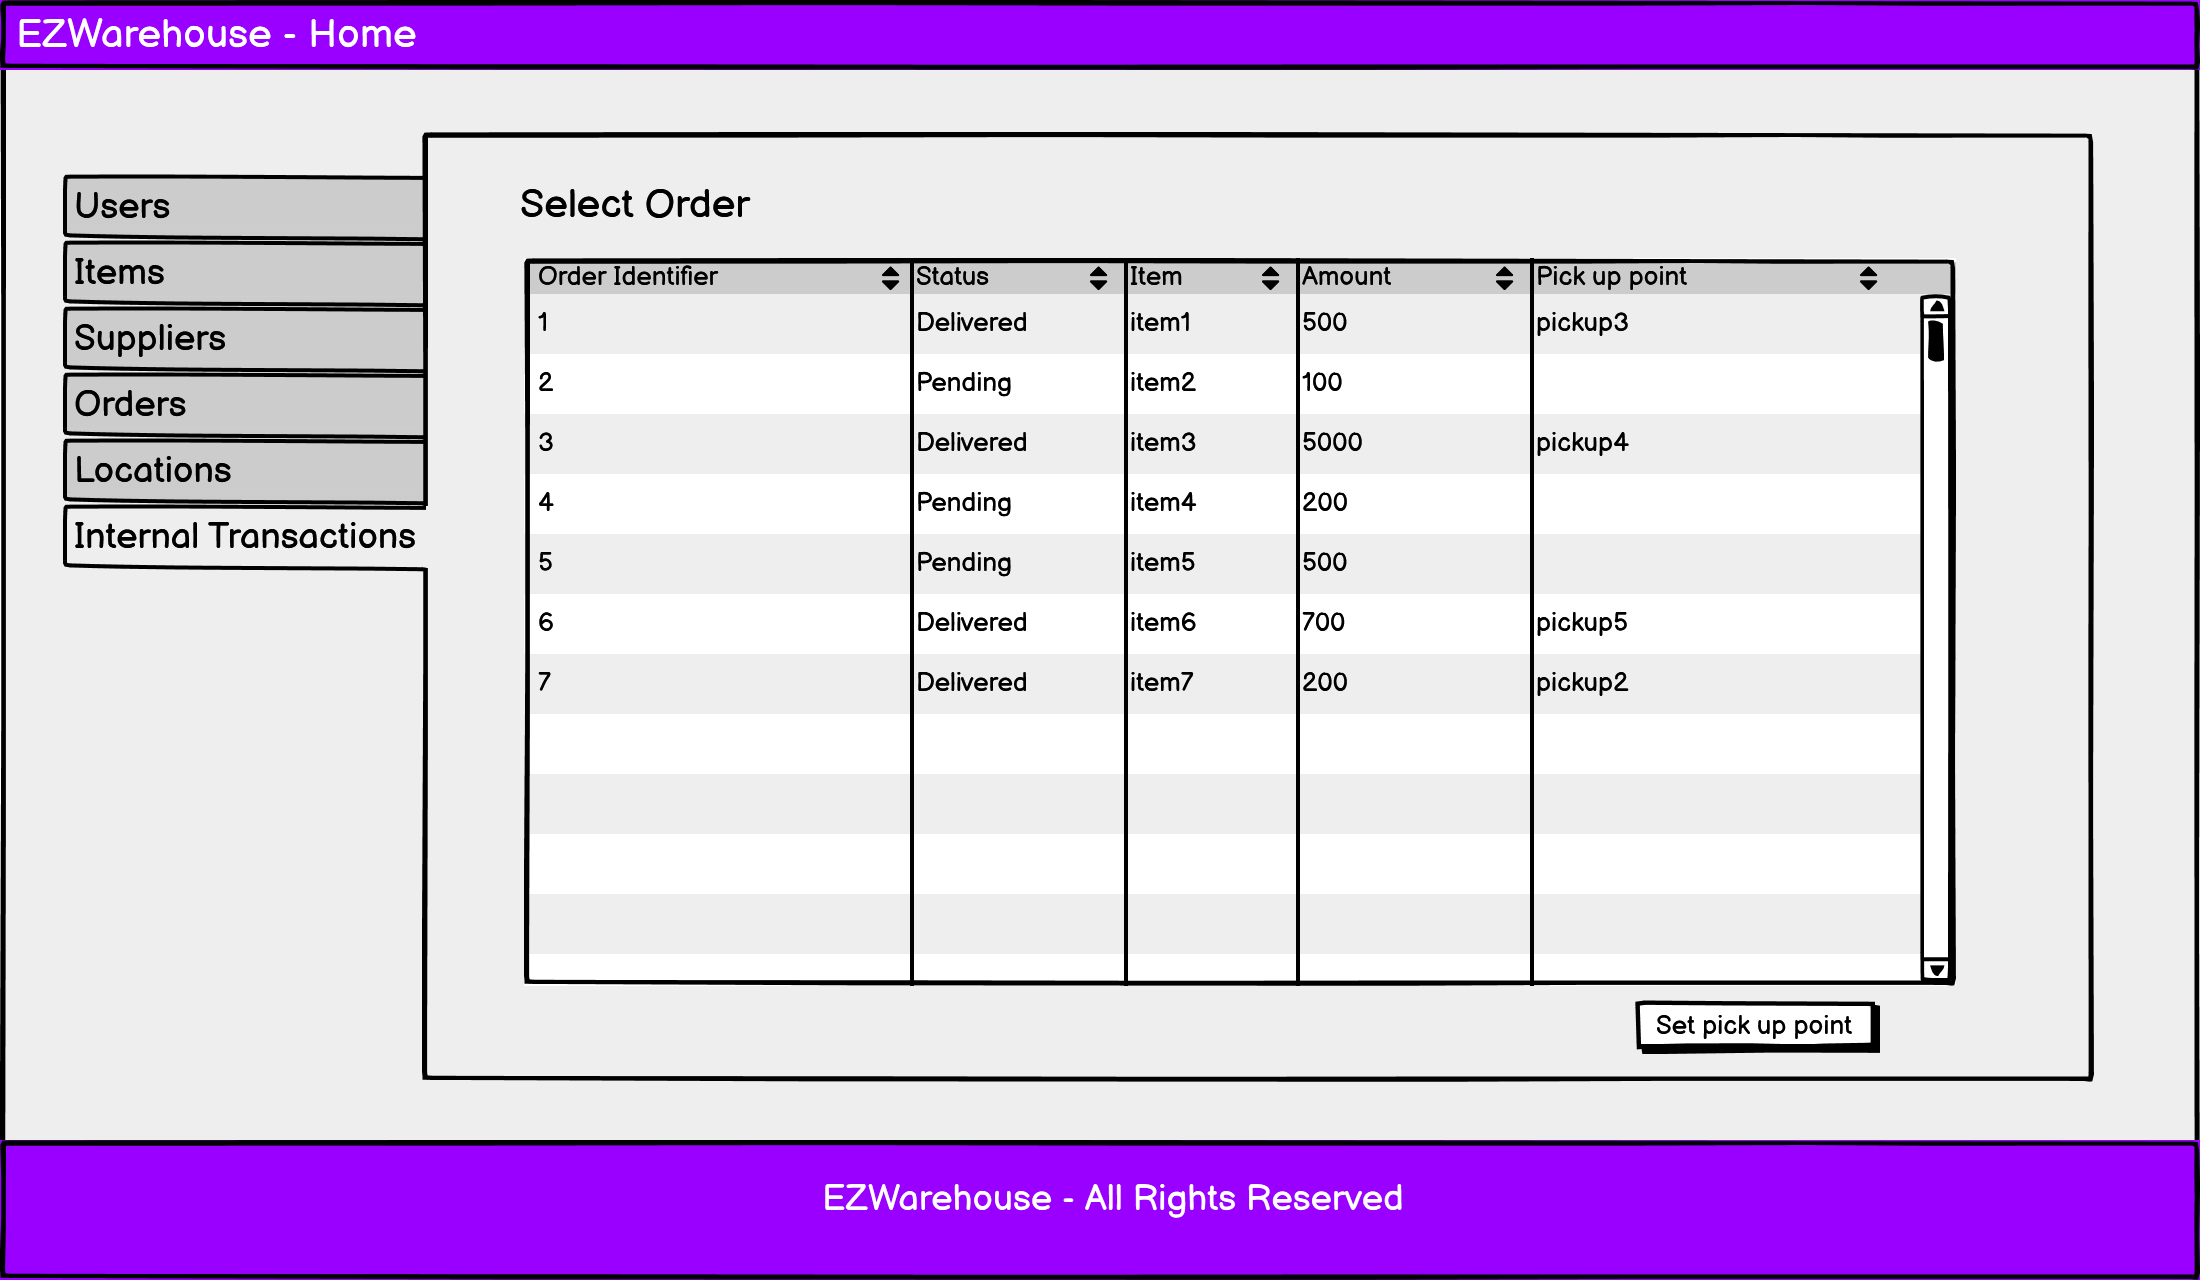 EZWarehouse - Home
Users
Items
Suppliers
Orders
Locations
Internal Transactions
Select Order
Order Identifier Status Item Amount Pick up point
1 Delivered item1 500 pickup3
2 Pending item2 100
3 Delivered item3 5000 pickup4
4 Pending item4 200
5 Pending item5 500
6 Delivered item6 700 pickup5
7 Delivered item7 200 pickup2
Set pick up point
EZWarehouse - All Rights Reserved